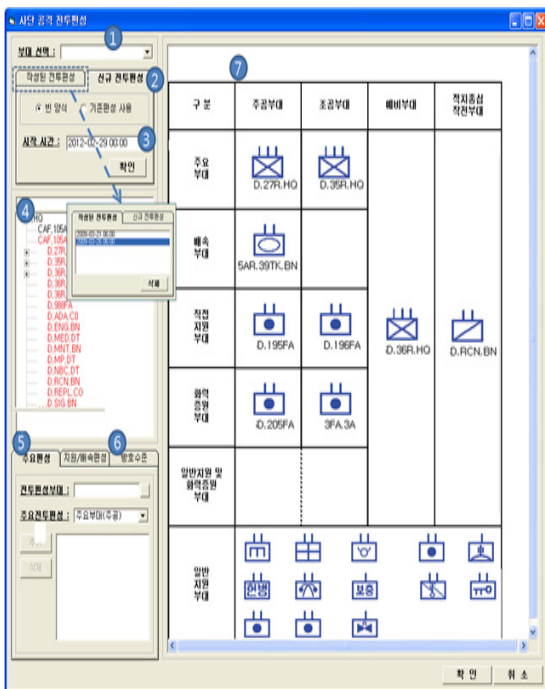 사단 공격 전투편성
1
부대 선택 :
2
작성된 전투편성
신규 전투편성
빈 양식
기존편성 사용
3
시작 시간 :
2012-02-29 00:00
확인
4
HQ
CAF,105A
CAF,105A
D,27R,
D,35R,
D,36R,
D,38R,
D,38R,
D,988FA
D,ADA,CO
D,ENG,BN
D,MED,DT
D,MNT,BN
D,MP,DT
D,NBC,DT
D,RCN,BN
D,REPL,CO
D,SIG,BN
작성된 전투편성
신규 전투편성
삭제
5
6
주요편성
지원/배속편성
방호수준
전투편성부대 :
주요전투편성 :
주요부대(주공)
삭제
7
구 분
주공부대
조공부대
예비부대
적지종심
작전부대
주요
부대
D.27R.HQ
D.35R.HQ
배속
부대
5AR.39TK.BN
직접
지원
부대
D.195FA
D.196FA
D.36R.HQ
D.RCN.BN
화력
증원
부대
D.205FA
3FA.3A
일반지원 및
화력증원
부대
일반
지원
부대
헌병
보충
확 인
취 소